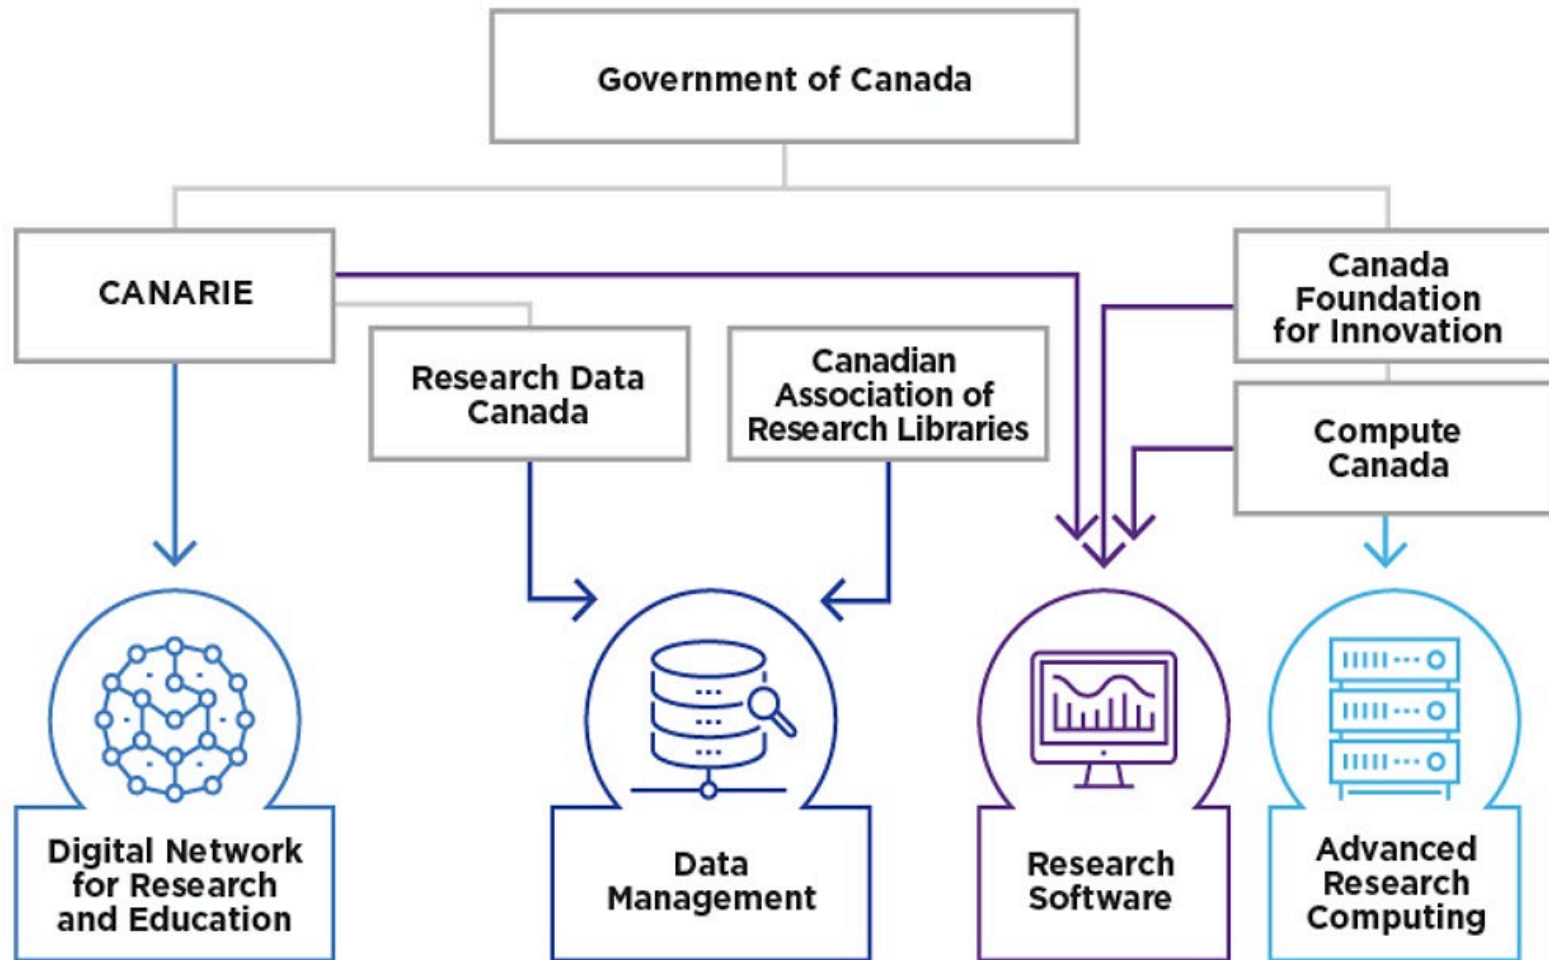 Government of Canada
CANARIE
Canada
Foundation
for Innovation
Research Data
Canada
Canadian
Association of
Research Libraries
Compute
Canada
Digital Network
for Research
and Education
Data
Management
Research
Software
Advanced
Research
Computing